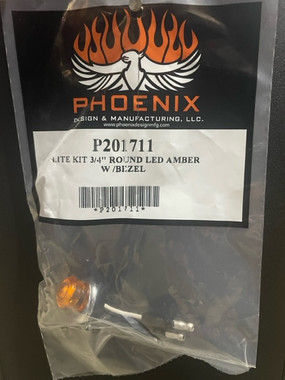 PHOENIX
DESIGN & MANUFACTURING, LLC.
www.phoenixdesignmfg.com
P201711
LITE KIT 3/4" ROUND LED AMBER
W/BEZEL
*P201711*